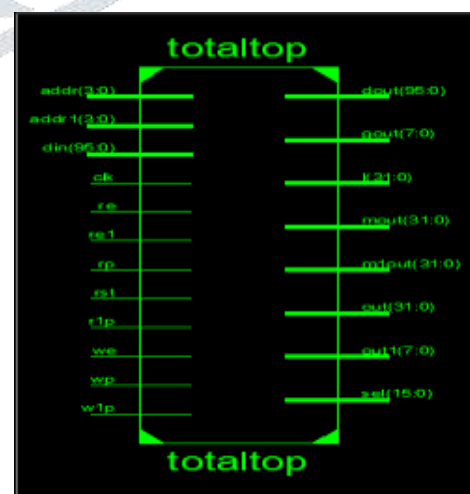 totaltop
addr(3:0)
addr1(3:0)
din(95:0)
clk
re
re1
rp
rst
r1p
we
wp
w1p
dout(95:0)
gout(7:0)
l(31:0)
mout(31:0)
m1out(31:0)
out(31:0)
out1(7:0)
sel(15:0)
totaltop